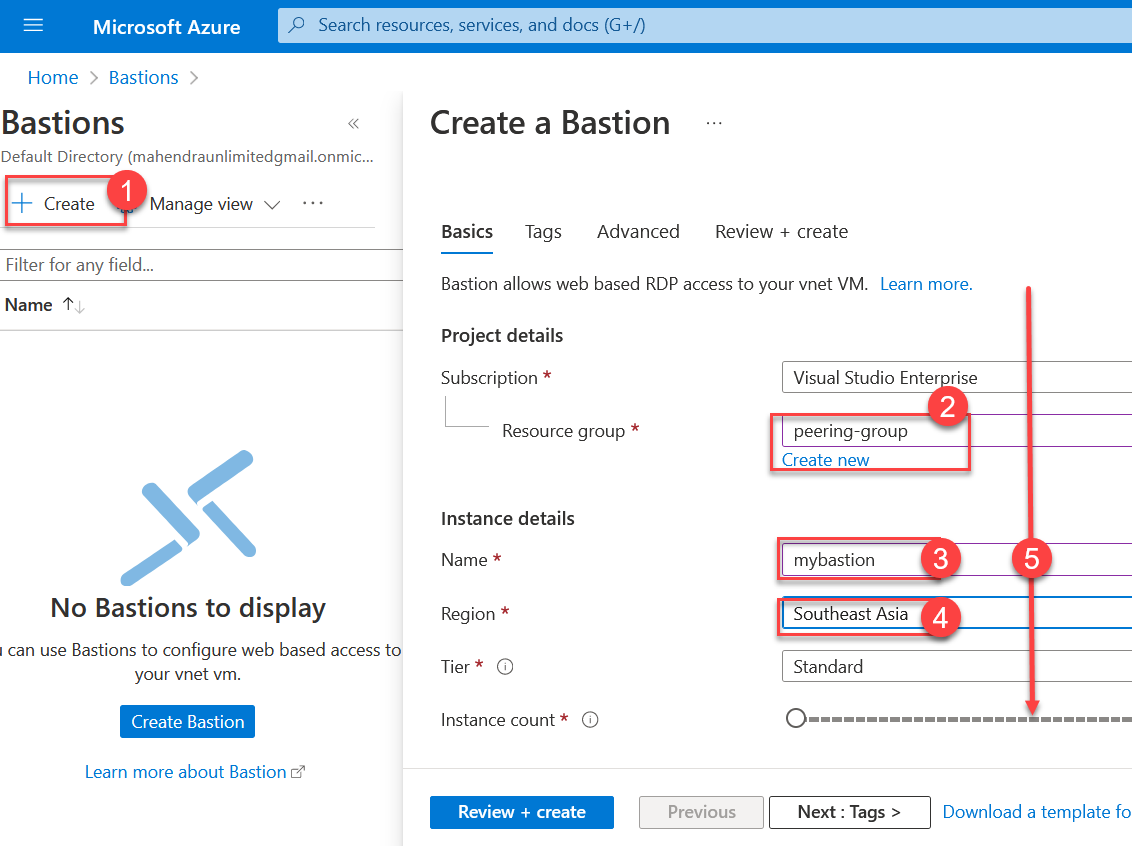 Microsoft Azure
Search resources, services, and docs (G+/)
Home > Bastions >
Bastions
«
Default Directory (mahendraunlimitedgmail.onmic...
+ Create
1
Manage view
...
Filter for any field...
Name ↑↓
No Bastions to display
can use Bastions to configure web based access to
your vnet vm.
Create Bastion
Learn more about Bastion
Create a Bastion
...
Basics Tags Advanced Review + create
Bastion allows web based RDP access to your vnet VM. Learn more.
Project details
Subscription *
Visual Studio Enterprise
2
Resource group *
peering-group
Create new
Instance details
Name *
mybastion
3
5
Region *
Southeast Asia
4
Tier *
Standard
Instance count *
Review + create
Previous
Next : Tags >
Download a template fo